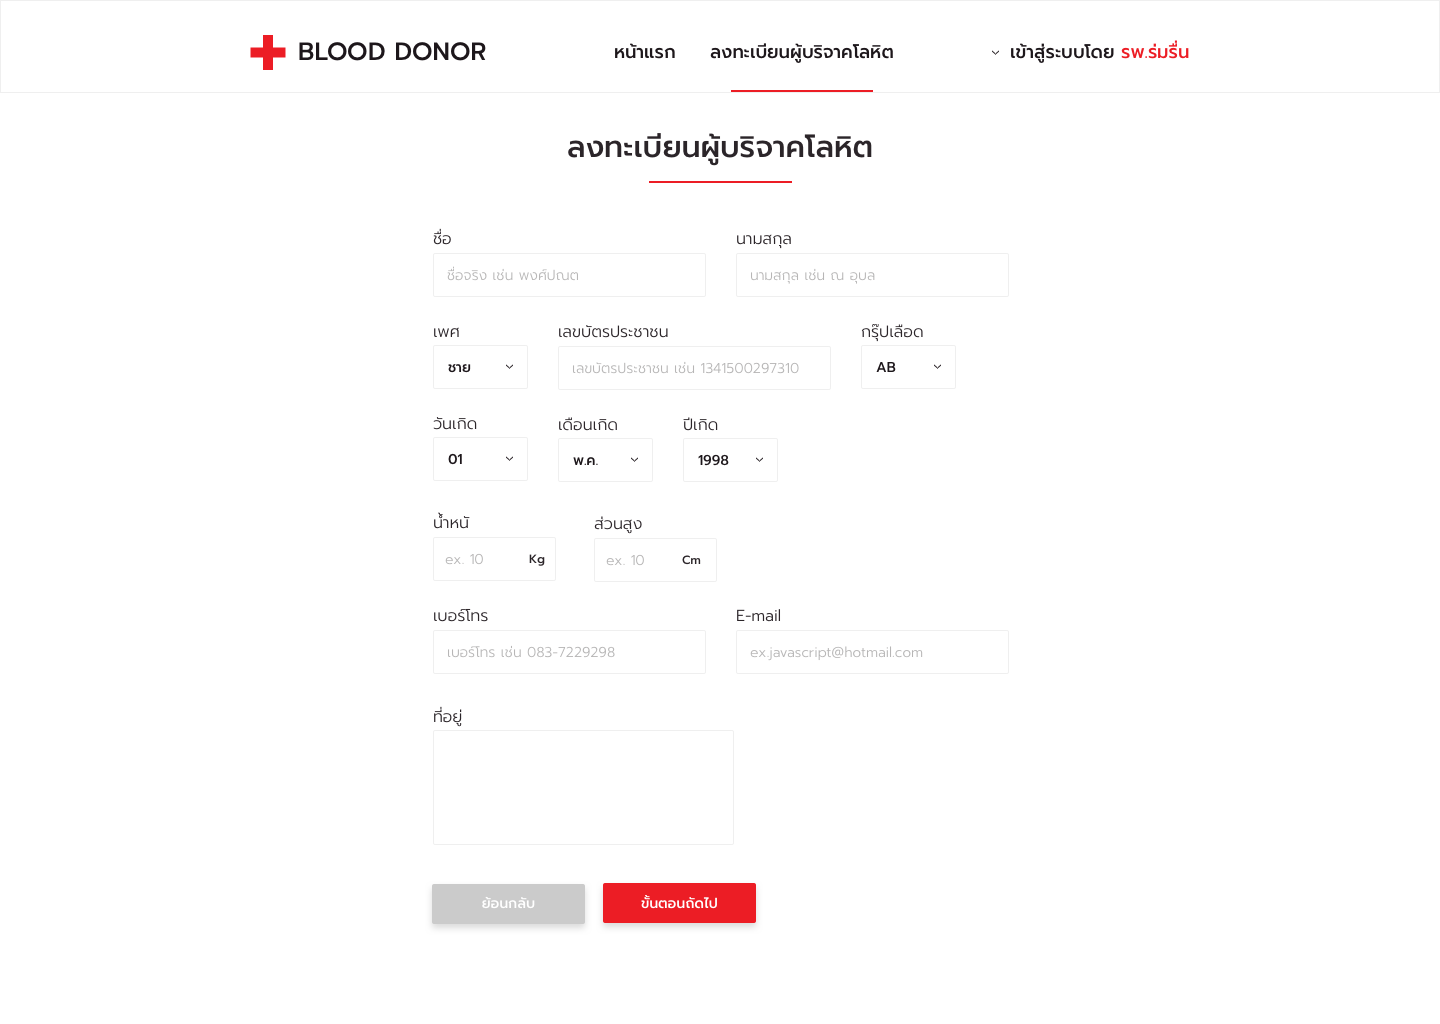 BLOOD DONOR
หน้าแรก
ลงทะเบียนผู้บริจาคโลหิต
เข้าสู่ระบบโดย รพ.ร่มรื่น
ลงทะเบียนผู้บริจาคโลหิต
ชื่อ
นามสกุล
ชื่อจริง เช่น พงศ์ปณต
นามสกุล เช่น ณ อุบล
เพศ
เลขบัตรประชาชน
กรุ๊ปเลือด
ชาย
เลขบัตรประชาชน เช่น 1341500297310
AB
วันเกิด
เดือนเกิด
ปีเกิด
01
พ.ค.
1998
น้ำหนั
ส่วนสูง
ex. 10 Kg
ex. 10 Cm
เบอร์โทร
E-mail
เบอร์โทร เช่น 083-7229298
ex.javascript@hotmail.com
ที่อยู่
ย้อนกลับ
ขั้นตอนถัดไป